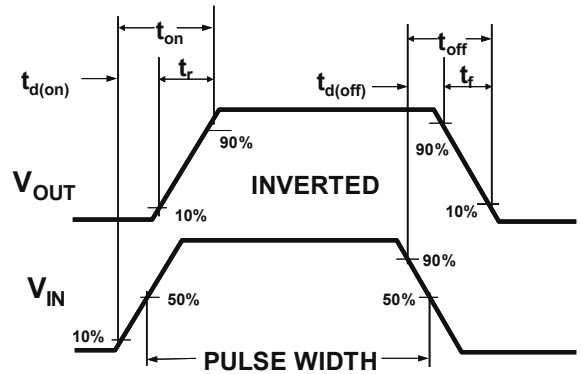 t_on
t_off
t_d(on)
t_r
t_d(off)
t_f
90%
90%
V_OUT
INVERTED
10%
10%
90%
V_IN
50%
50%
10%
PULSE WIDTH